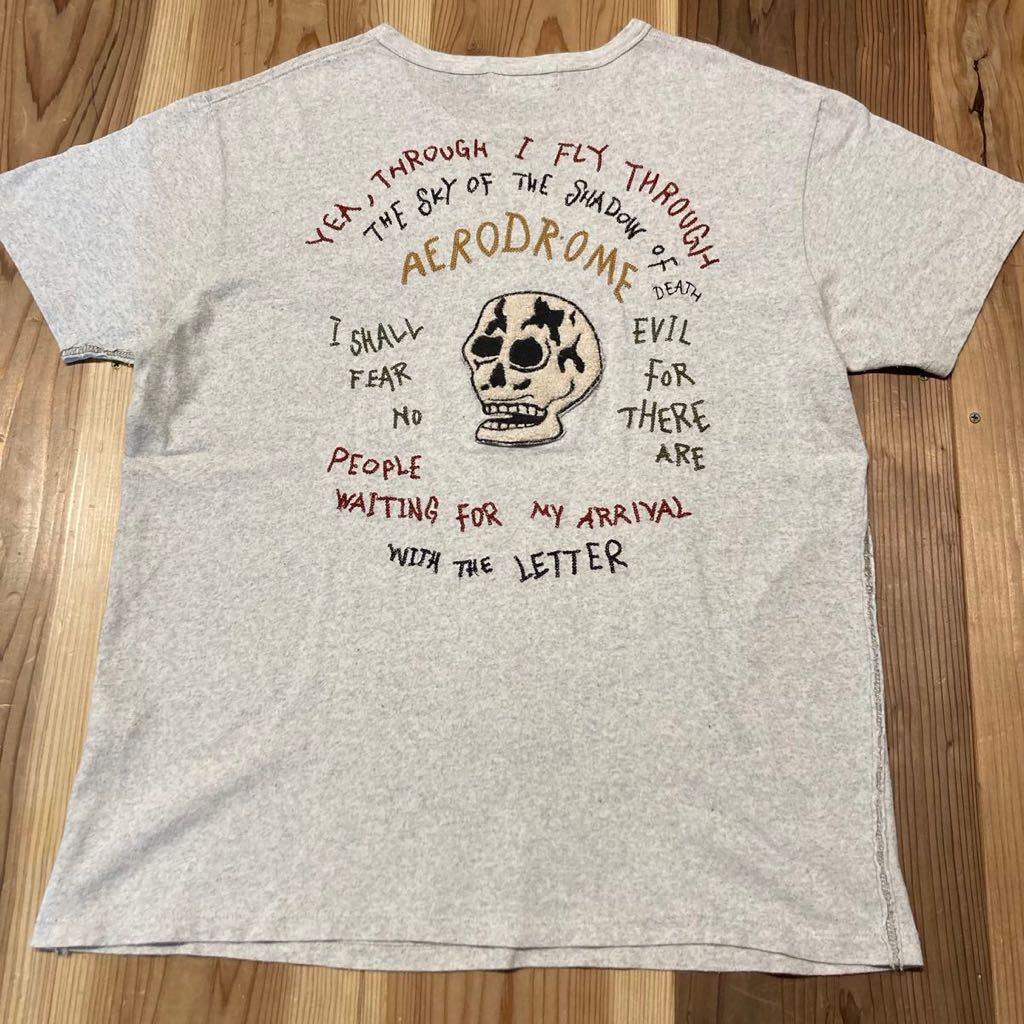 YEA, THROUGH I FLY THROUGH
THE SKY OF THE SHADOW OF
DEATH
AERODROME
I SHALL
FEAR
NO
EVIL
FOR
THERE
ARE
PEOPLE
WAITING FOR MY ARRIVAL
WITH THE LETTER